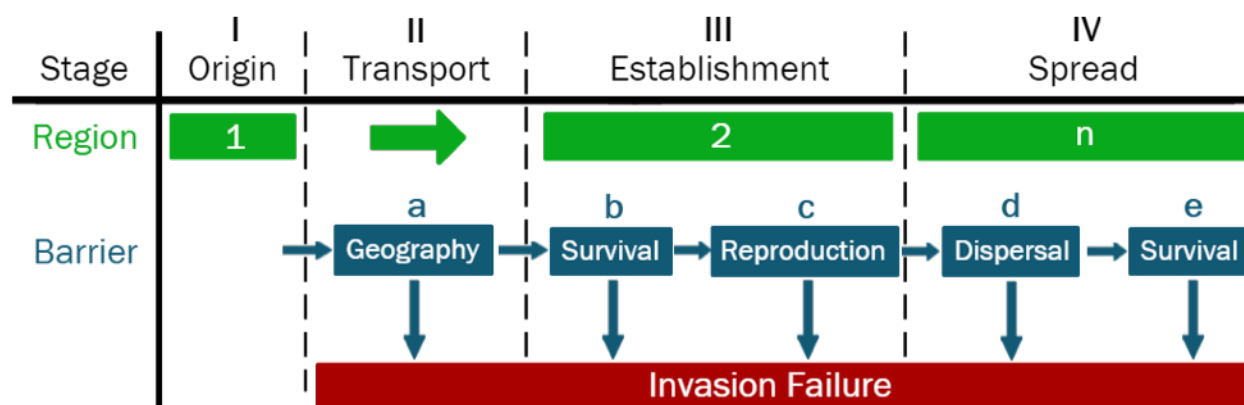 I II III IV
Stage Origin Transport Establishment Spread
Region 1 2 n
a b c d e
Barrier Geography Survival Reproduction Dispersal Survival
Invasion Failure